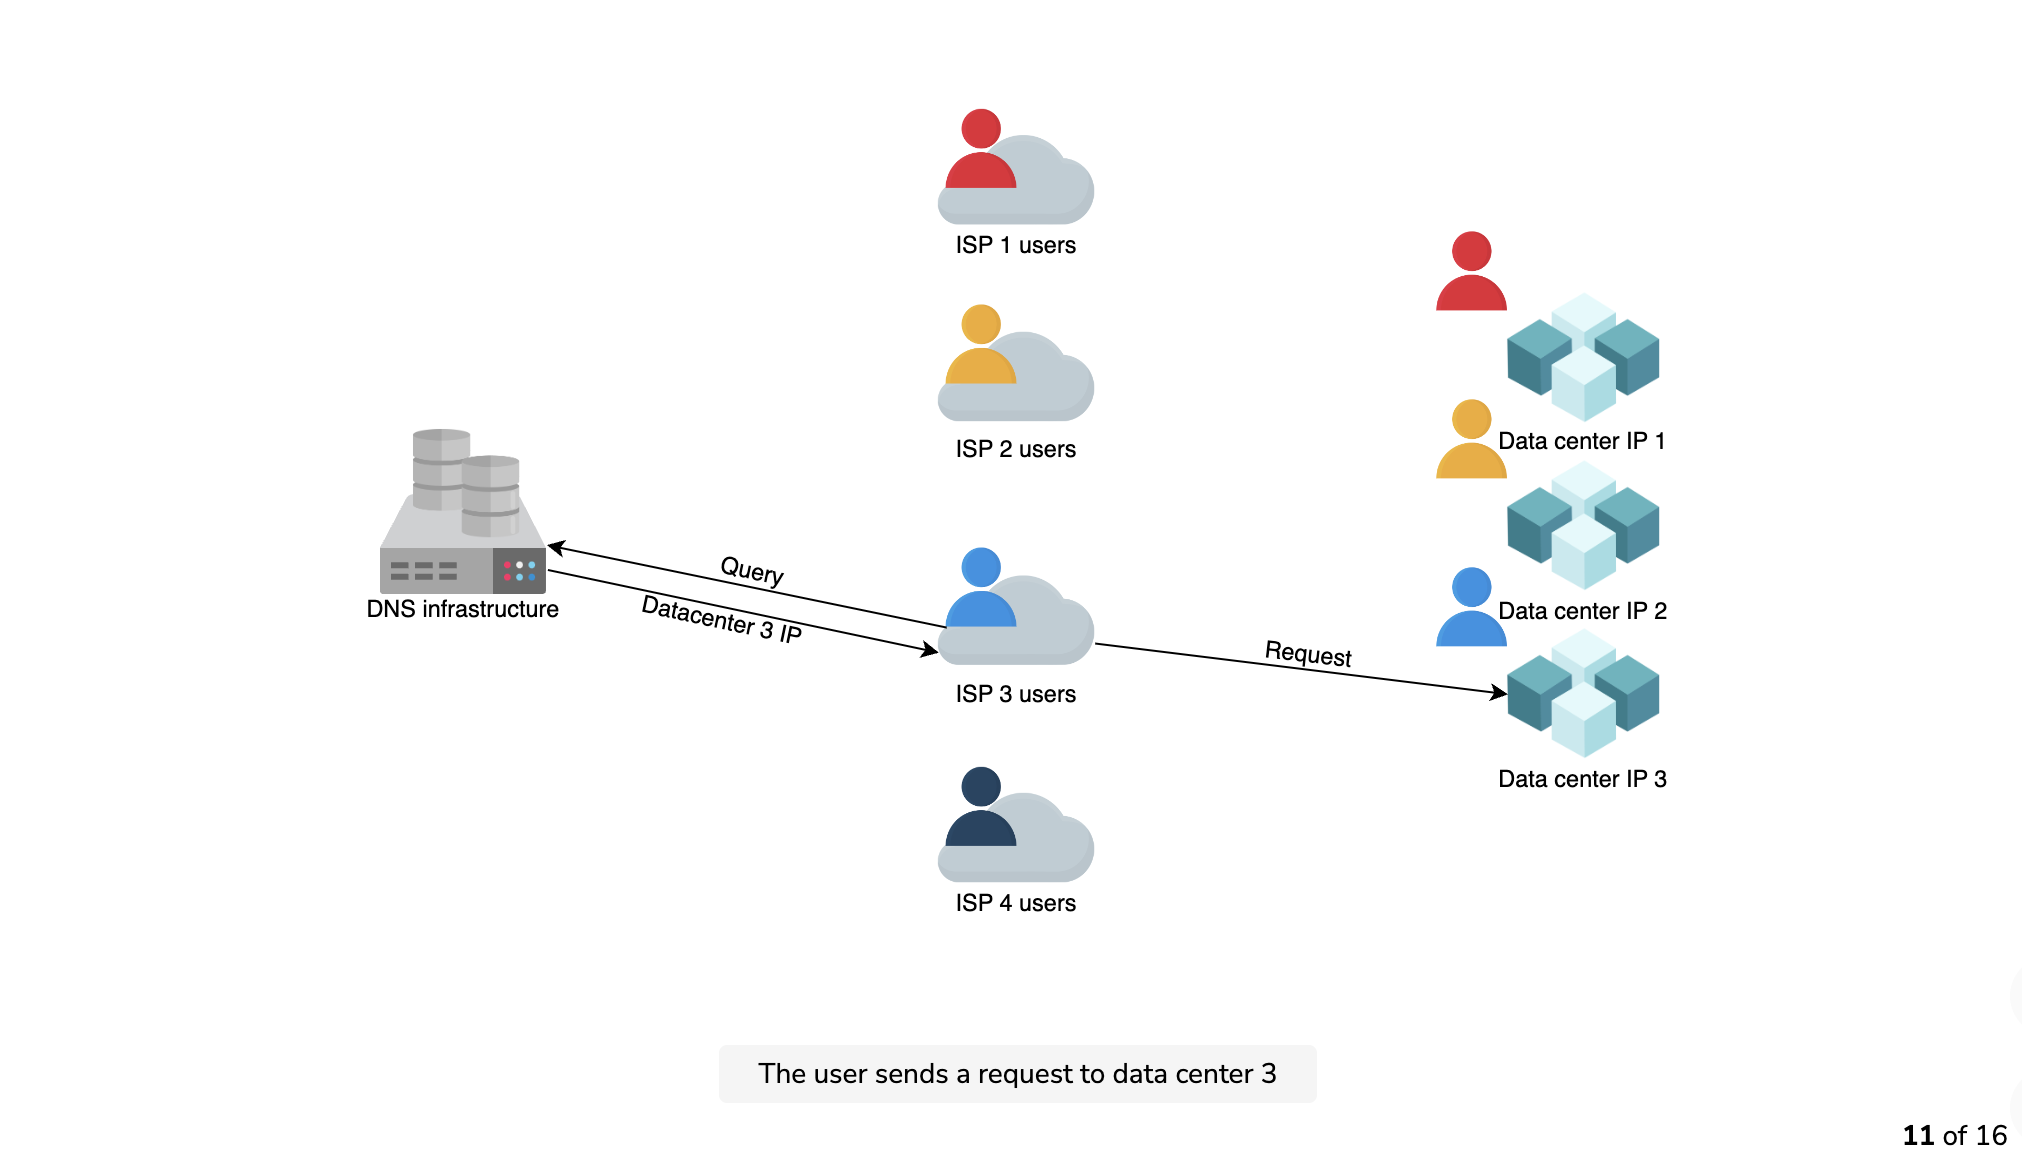 ISP 1 users
ISP 2 users
Data center IP 1
Query
DNS infrastructure
Datacenter 3 IP
Data center IP 2
Request
ISP 3 users
Data center IP 3
ISP 4 users
The user sends a request to data center 3
11 of 16